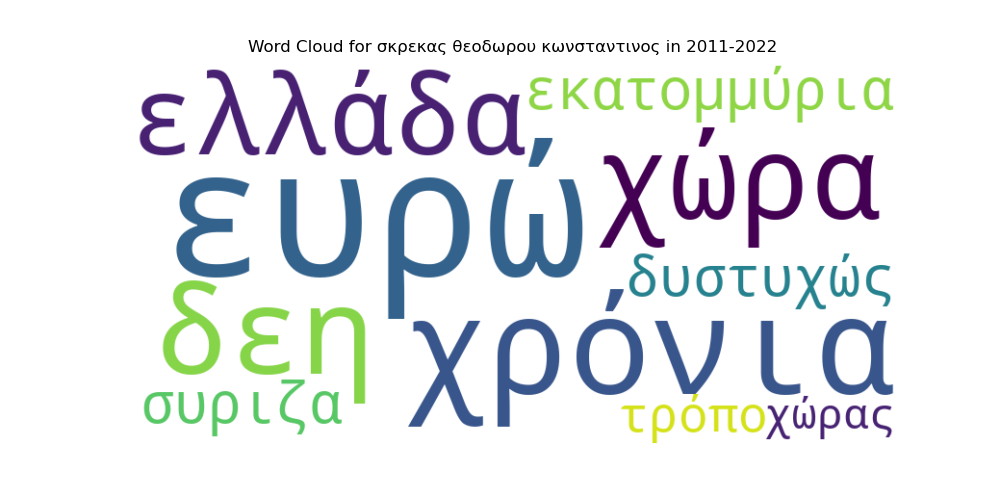 Word Cloud for σκρεκας θεοδωρου κωνσταντινος in 2011-2022
ελλάδα
εκατομμύρια
ευρώ
χώρα
δυστυχώς
δεη
χρόνια
συριζα
τρόπο
χώρας